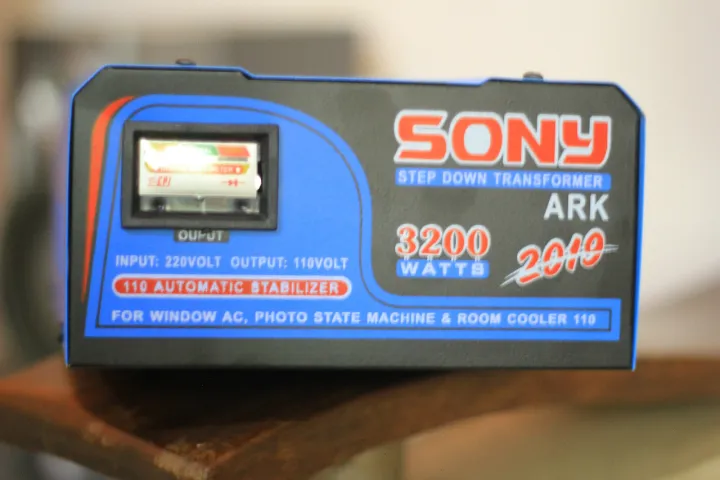 SONY
STEP DOWN TRANSFORMER
ARK
3200
WATTS
2010
OUPUT
INPUT: 220VOLT OUTPUT: 110VOLT
110 AUTOMATIC STABILIZER
FOR WINDOW AC, PHOTO STATE MACHINE & ROOM COOLER 110